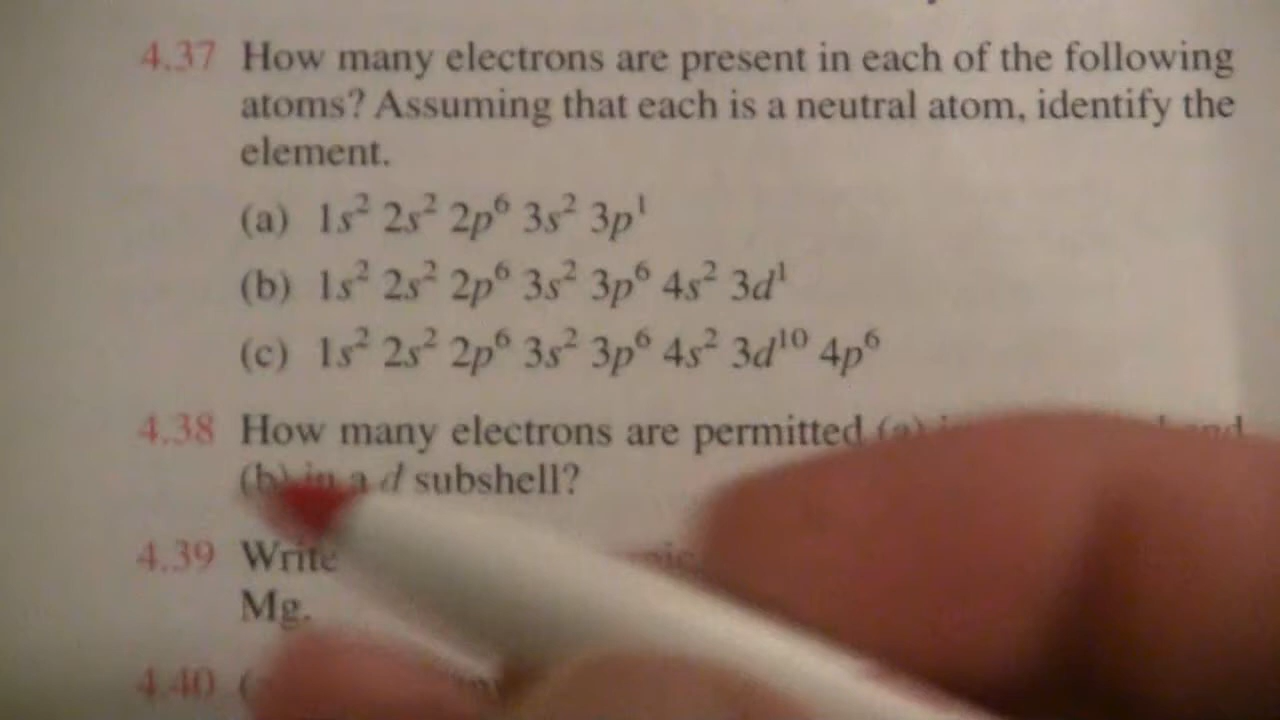 4.37 How many electrons are present in each of the following
atoms? Assuming that each is a neutral atom, identify the
element.
(a) 1s² 2s² 2p⁶ 3s² 3p¹
(b) 1s² 2s² 2p⁶ 3s² 3p⁶ 4s² 3d¹
(c) 1s² 2s² 2p⁶ 3s² 3p⁶ 4s² 3d¹⁰ 4p⁶
4.38 How many electrons are permitted (a) and
(b) in a d subshell?
4.39 Write
Mg.
4.40 (